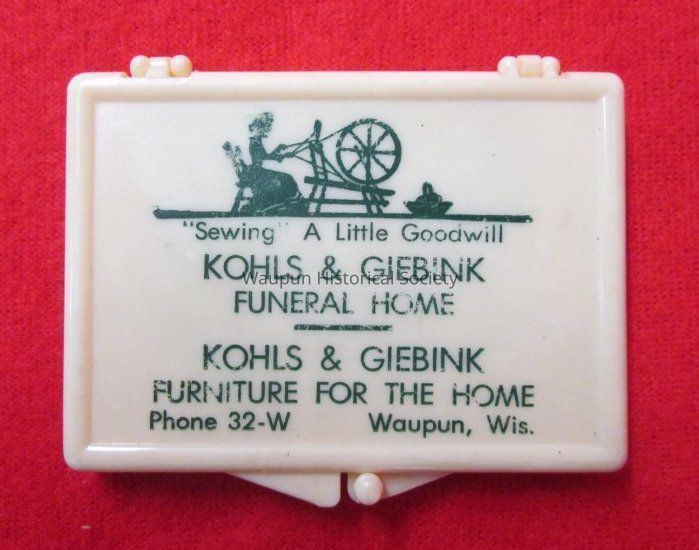 "Sewing" A Little Goodwill
KOHLS & GIEBINK
Waupun Historical Society
FUNERAL HOME
KOHLS & GIEBINK
FURNITURE FOR THE HOME
Phone 32-W Waupun, Wis.